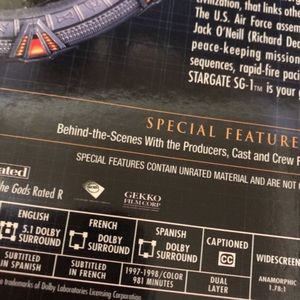 civilization, that links othe
The U.S. Air Force assem
Jack O'Neill (Richard Dea
peace-keeping mission
sequences, rapid-fire pac
STARGATE SG-1™ is your g
SPECIAL FEATURE
Behind-the-Scenes With the Producers, Cast and Crew F
SPECIAL FEATURES CONTAIN UNRATED MATERIAL AND ARE NOT
ated
The Gods Rated R
GEKKO
FILM CORP
ENGLISH
5.1 DOLBY
SURROUND
FRENCH
DOLBY
SURROUND
SPANISH
DOLBY
SURROUND
CAPTIONED
CC
WIDESCREEN
ANAMORPHIC
1.78:1
SUBTITLED
IN SPANISH
SUBTITLED
IN FRENCH
1997-1998/COLOR
981 MINUTES
DUAL
LAYER
trademarks of Dolby Laboratories Licensing Corporation